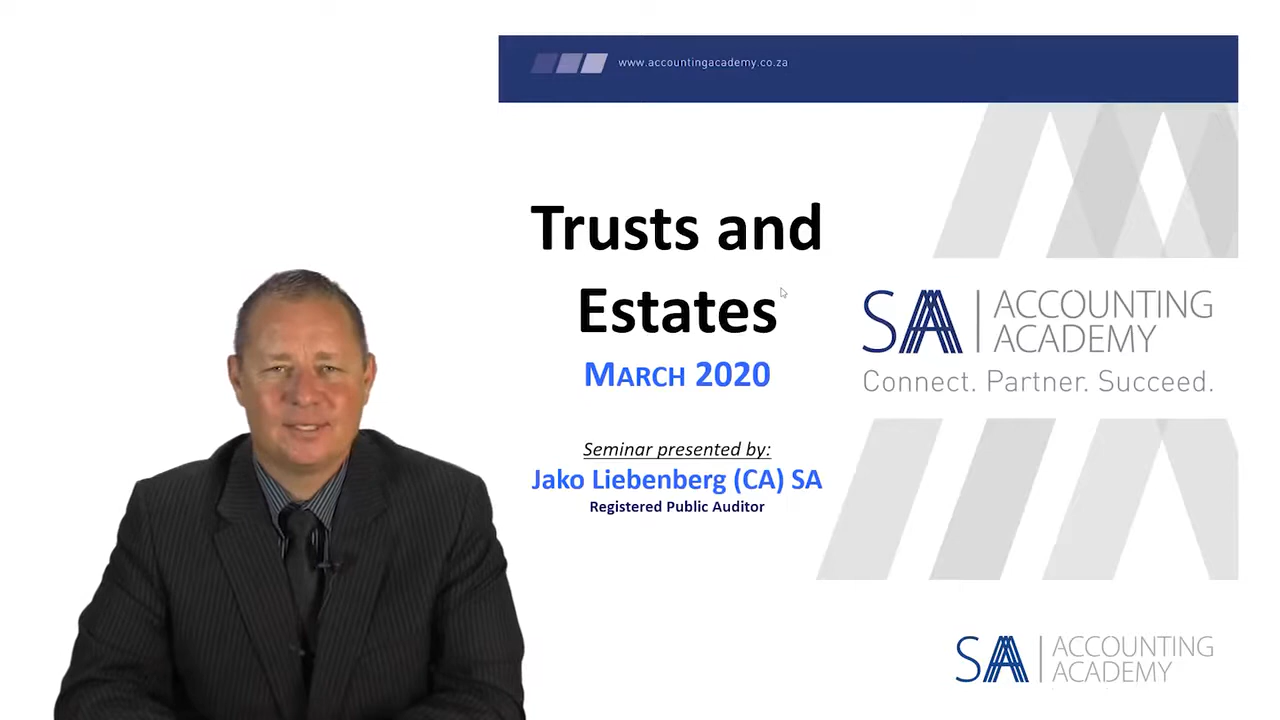 www.accountingacademy.co.za
Trusts and
Estates
MARCH 2020
Seminar presented by:
Jako Liebenberg (CA) SA
Registered Public Auditor
SA ACCOUNTING
ACADEMY
Connect. Partner. Succeed.
SA ACCOUNTING
ACADEMY